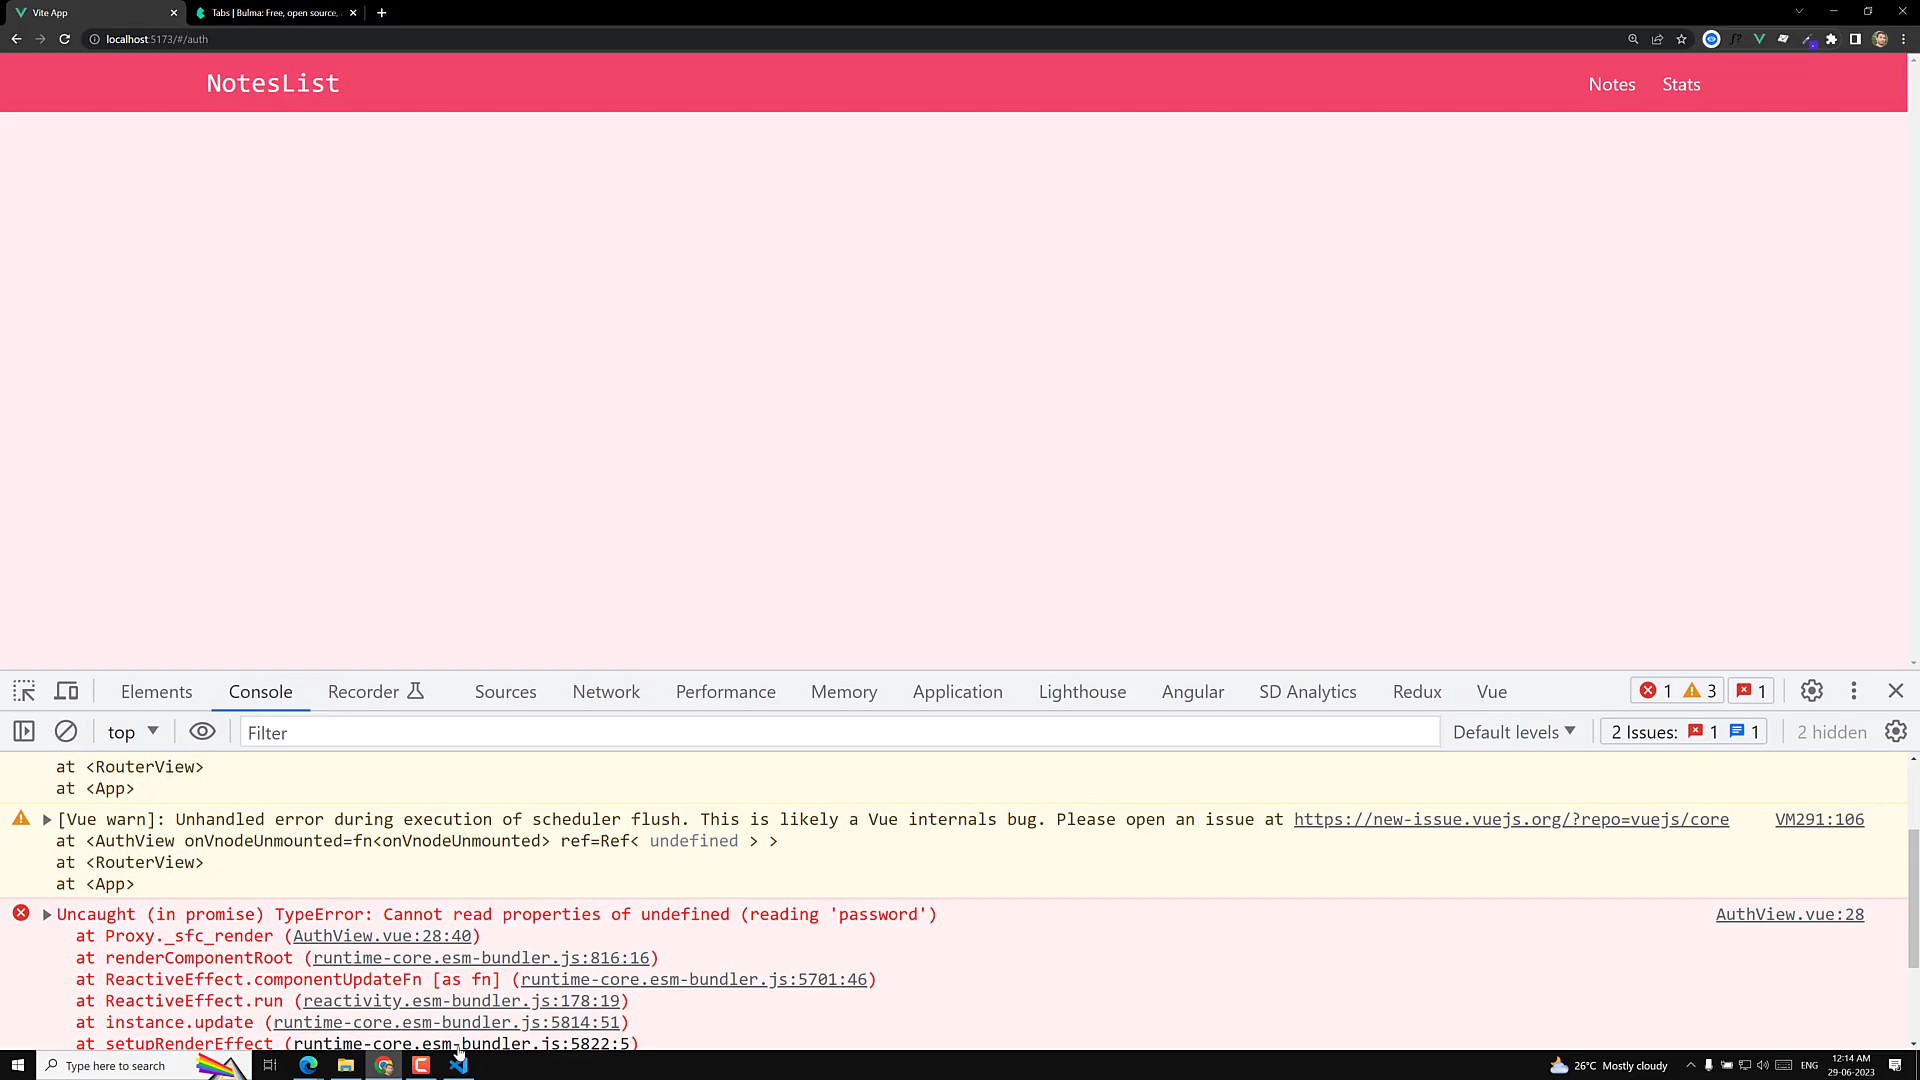 Vite App
Tabs | Bulma: Free, open source,
localhost:5173/#/auth
f?
NotesList
Notes
Stats
Elements
Console
Recorder
Sources
Network
Performance
Memory
Application
Lighthouse
Angular
SD Analytics
Redux
Vue
1
3
1
top
Filter
Default levels
2 Issues:
1
1
2 hidden
at <RouterView>
at <App>
[Vue warn]: Unhandled error during execution of scheduler flush. This is likely a Vue internals bug. Please open an issue at https://new-issue.vuejs.org/?repo=vuejs/core
VM291:106
at <AuthView onVnodeUnmounted=fn<onVnodeUnmounted> ref=Ref< undefined > >
at <RouterView>
at <App>
Uncaught (in promise) TypeError: Cannot read properties of undefined (reading 'password')
AuthView.vue:28
at Proxy._sfc_render (AuthView.vue:28:40)
at renderComponentRoot (runtime-core.esm-bundler.js:816:16)
at ReactiveEffect.componentUpdateFn [as fn] (runtime-core.esm-bundler.js:5701:46)
at ReactiveEffect.run (reactivity.esm-bundler.js:178:19)
at instance.update (runtime-core.esm-bundler.js:5814:51)
at setupRenderEffect (runtime-core.esm-bundler.js:5822:5)
Type here to search
26°C Mostly cloudy
ENG
12:14 AM
29-06-2023